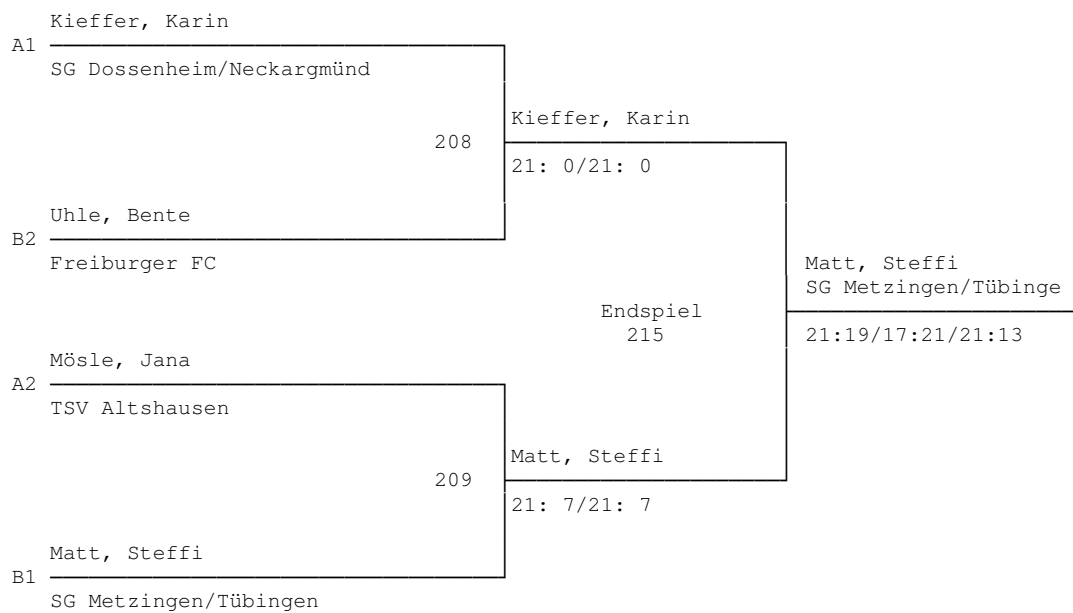 Kieffer, Karin
A1
SG Dossenheim/Neckargmünd
Kieffer, Karin
208
21: 0/21: 0
Uhle, Bente
B2
Freiburger FC
Matt, Steffi
SG Metzingen/Tübinge
Endspiel
215
21:19/17:21/21:13
Mösle, Jana
A2
TSV Altshausen
Matt, Steffi
209
21: 7/21: 7
Matt, Steffi
B1
SG Metzingen/Tübingen